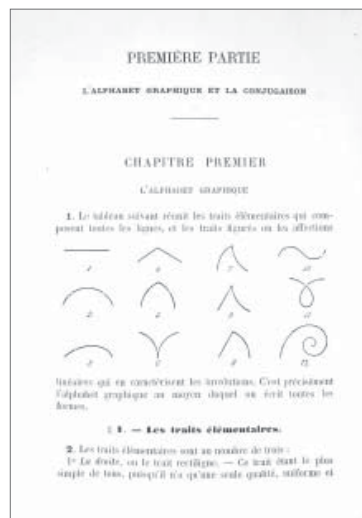 PREMIÈRE PARTIE
L'ALPHABET GRAPHIQUE ET LA CONJUGAISON
CHAPITRE PREMIER
L'ALPHABET GRAPHIQUE
1. Le tableau suivant réunit les traits élémentaires qui com-
posent toutes les lignes, et les traits figurés ou les affections
linéaires qui en caractérisent les involutions. C'est précisément
l'alphabet graphique au moyen duquel on écrit toutes les
formes.
§ 1. — Les traits élémentaires.
2. Les traits élémentaires sont au nombre de trois :
1º Le droite, ou le trait rectiligne. — Ce trait étant le plus
simple de tous, puisqu'il n'a qu'une seule qualité, uniforme et